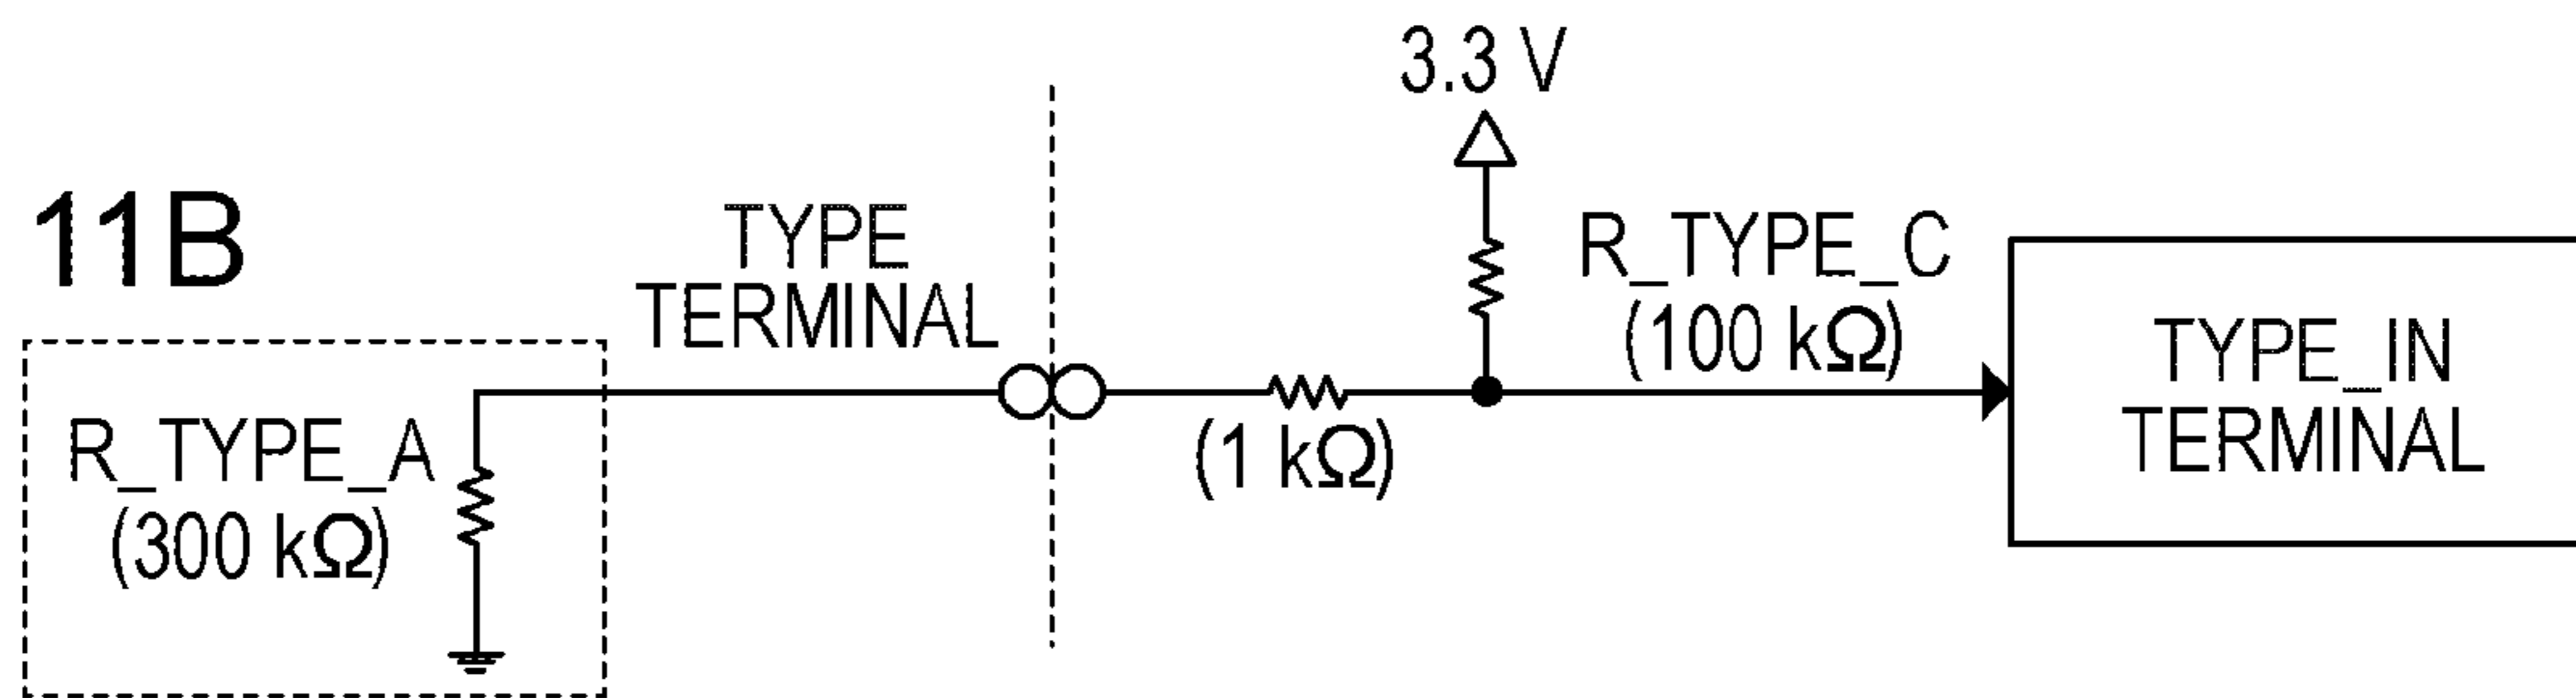 3.3 V
11B
TYPE
TERMINAL
R_TYPE_C
(100 kΩ)
TYPE_IN
TERMINAL
R_TYPE_A
(300 kΩ)
(1 kΩ)